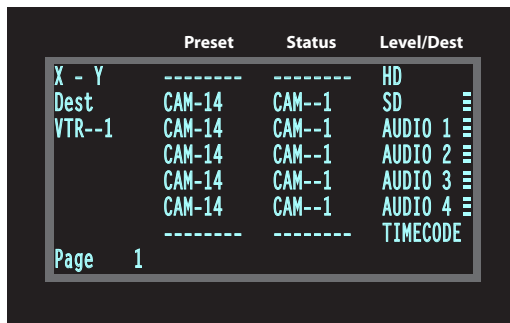 Preset Status Level/Dest
X - Y -------- -------- HD
Dest CAM-14 CAM--1 SD
VTR--1 CAM-14 CAM--1 AUDIO 1
CAM-14 CAM--1 AUDIO 2
CAM-14 CAM--1 AUDIO 3
CAM-14 CAM--1 AUDIO 4
-------- -------- TIMECODE
Page 1